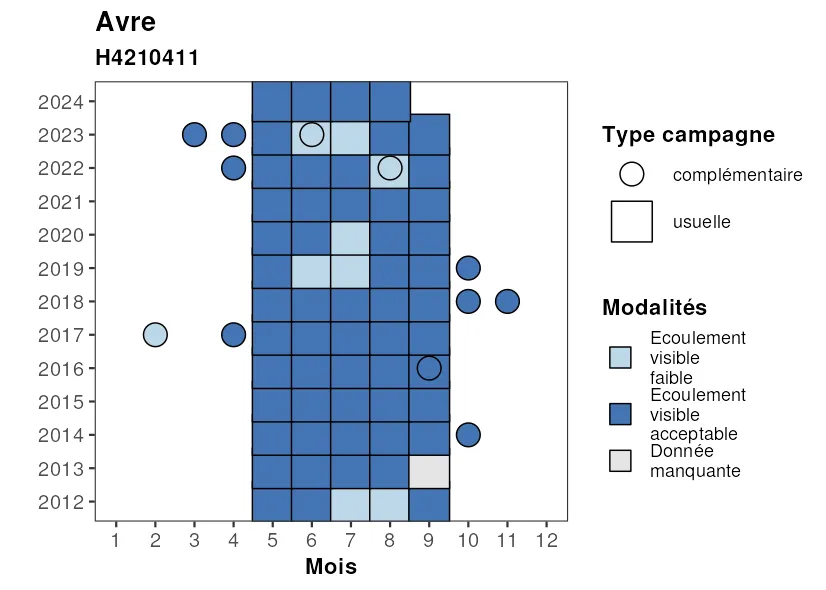 Avre
H4210411
2024
2023
2022
2021
2020
2019
2018
2017
2016
2015
2014
2013
2012
1 2 3 4 5 6 7 8 9 10 11 12
Mois
Type campagne
complémentaire
usuelle
Modalités
Ecoulement
visible
faible
Ecoulement
visible
acceptable
Donnée
manquante